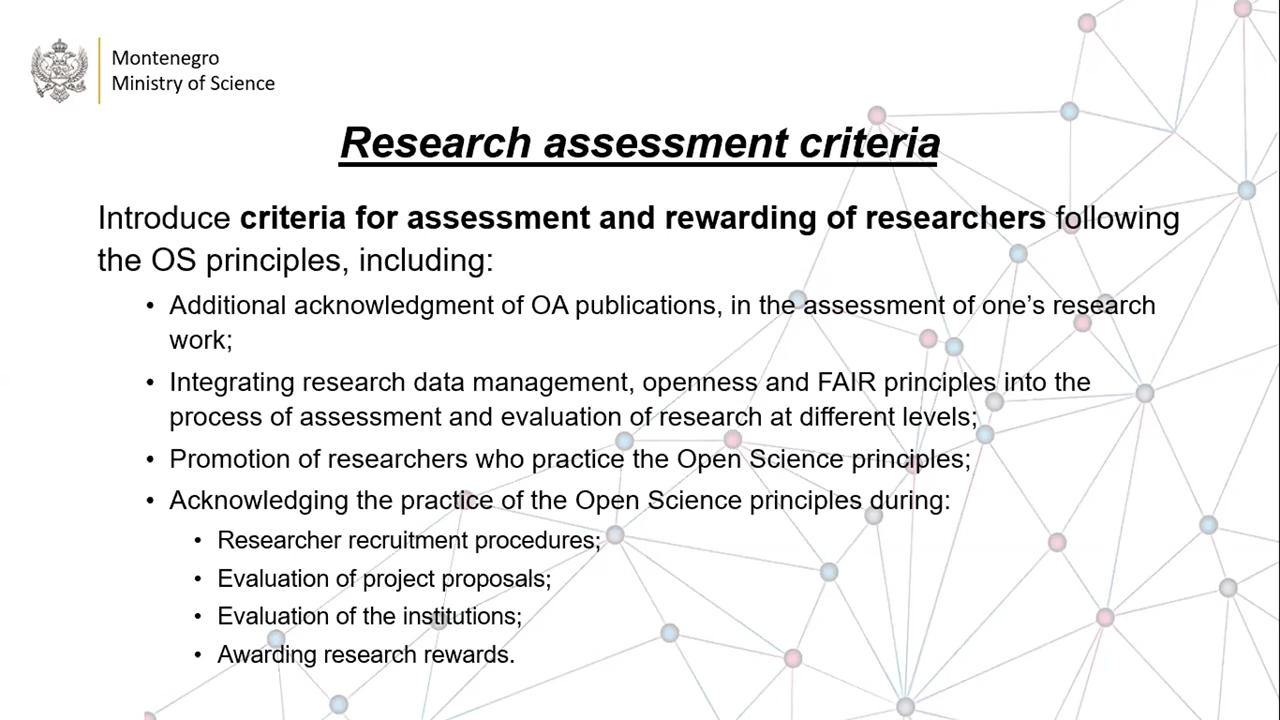 Montenegro
Ministry of Science
Research assessment criteria
Introduce criteria for assessment and rewarding of researchers following
the OS principles, including:
• Additional acknowledgment of OA publications, in the assessment of one’s research
work;
• Integrating research data management, openness and FAIR principles into the
process of assessment and evaluation of research at different levels;
• Promotion of researchers who practice the Open Science principles;
• Acknowledging the practice of the Open Science principles during:
• Researcher recruitment procedures;
• Evaluation of project proposals;
• Evaluation of the institutions;
• Awarding research rewards.